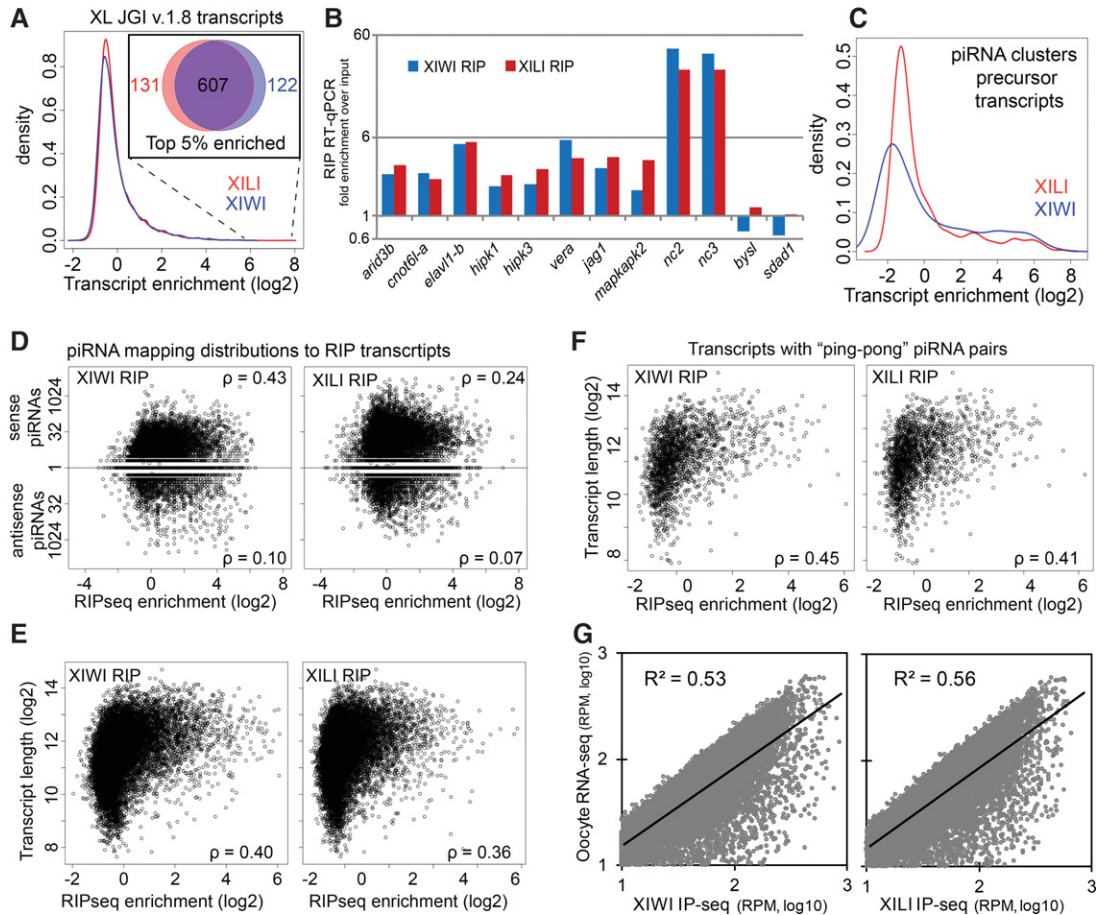 A
XL JGI v.1.8 transcripts
131
607
122
Top 5% enriched
XILI
XIWI
density
0.0 0.2 0.4 0.6 0.8
-2 0 2 4 6 8
Transcript enrichment (log2)
B
XIWI RIP
XILI RIP
RIP RT-qPCR
fold enrichment over input
60
6
1
0.6
arid3b
cnot6l-a
elavl1-b
hipk1
hipk3
vera
jag1
mapkapk2
nc2
nc3
bysl
sdad1
C
piRNA clusters
precursor
transcripts
XILI
XIWI
density
0.0 0.1 0.2 0.3 0.4 0.5
-2 0 2 4 6 8
Transcript enrichment (log2)
D
piRNA mapping distributions to RIP transcrtipts
XIWI RIP
ρ = 0.43
ρ = 0.10
XILI RIP
ρ = 0.24
ρ = 0.07
sense
piRNAs
antisense
piRNAs
1024 32 1 32 1024
-4 0 4 8
RIPseq enrichment (log2)
-4 0 4 8
RIPseq enrichment (log2)
E
XIWI RIP
ρ = 0.40
XILI RIP
ρ = 0.36
Transcript length (log2)
8 10 12 14
-2 0 2 4 6
RIPseq enrichment (log2)
-2 0 2 4 6
RIPseq enrichment (log2)
F
Transcripts with “ping-pong” piRNA pairs
XIWI RIP
ρ = 0.45
XILI RIP
ρ = 0.41
Transcript length (log2)
8 10 12 14
-2 0 2 4 6
RIPseq enrichment (log2)
-2 0 2 4 6
RIPseq enrichment (log2)
G
R² = 0.53
R² = 0.56
Oocyte RNA-seq (RPM, log10)
1 2 3
1 2 3
XIWI IP-seq (RPM, log10)
1 2 3
XILI IP-seq (RPM, log10)